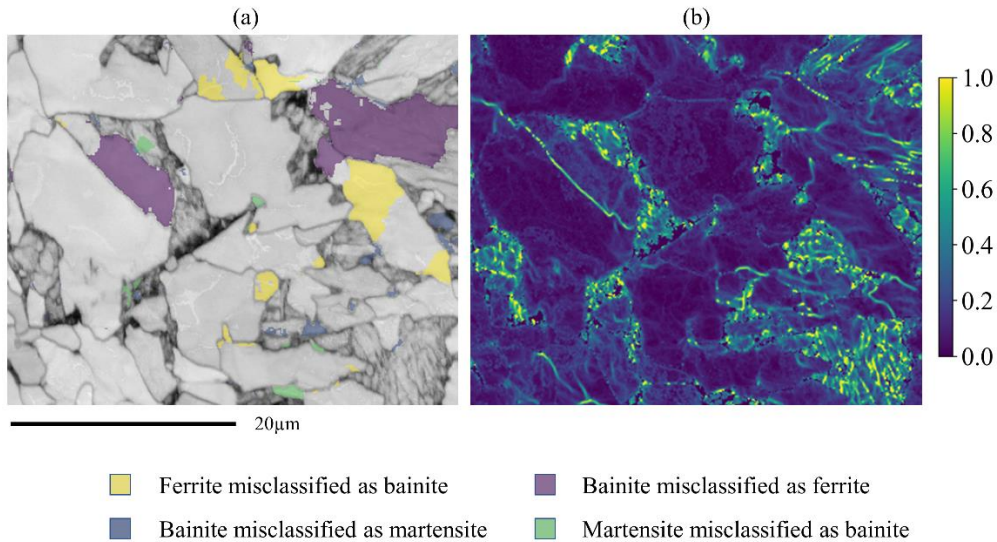 (a)
(b)
1.0
0.8
0.6
0.4
0.2
0.0
20μm
Ferrite misclassified as bainite
Bainite misclassified as ferrite
Bainite misclassified as martensite
Martensite misclassified as bainite